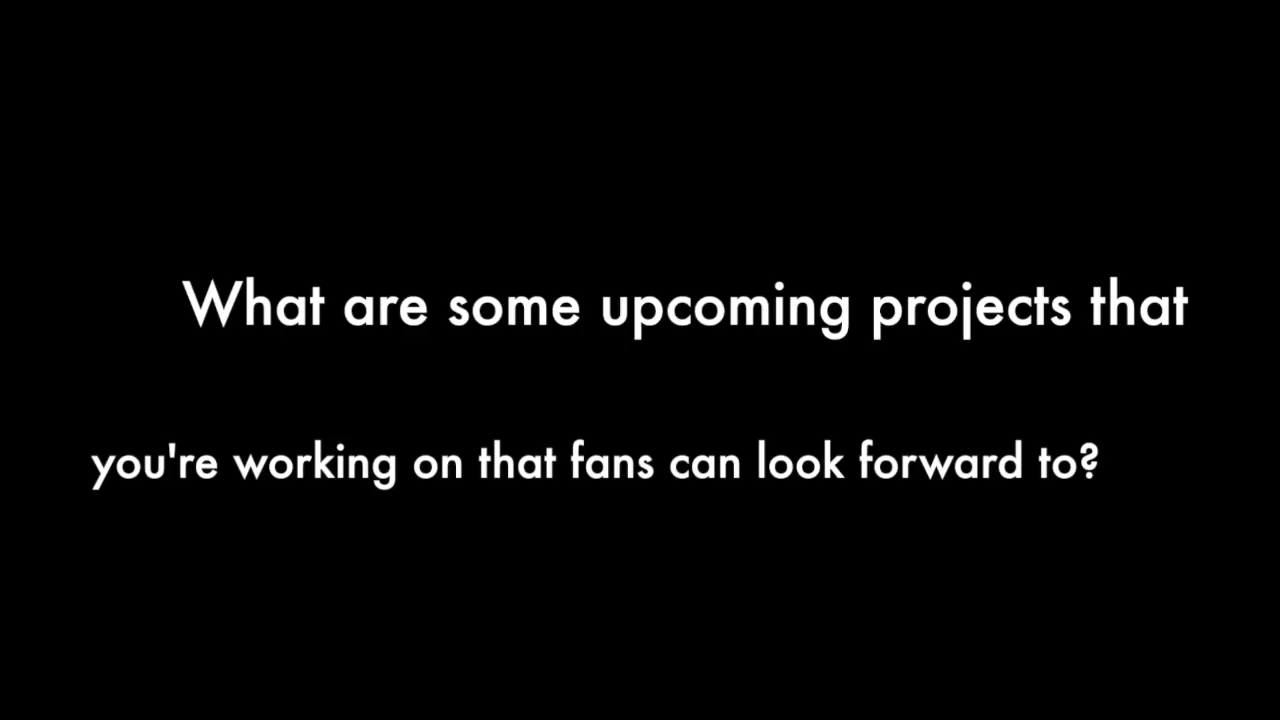 What are some upcoming projects that
you're working on that fans can look forward to?